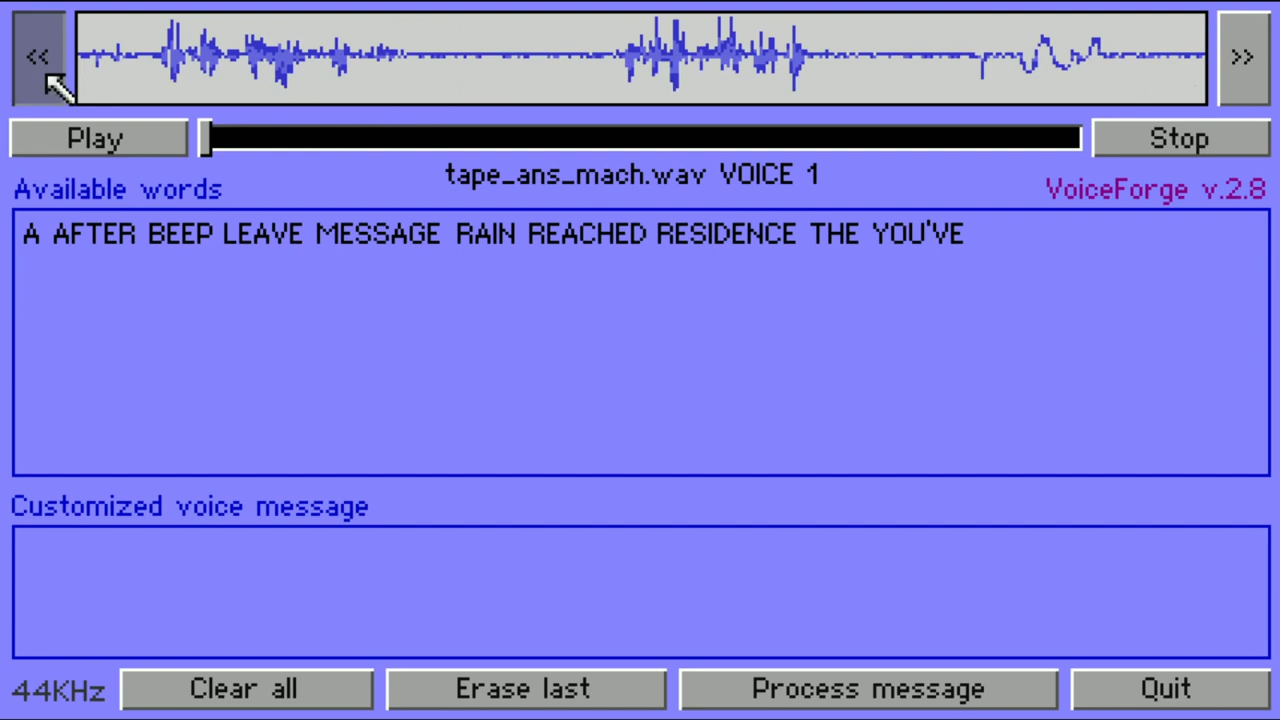 << >>
Play Stop
tape_ans_mach.wav VOICE 1
Available words VoiceForge v.2.8
A AFTER BEEP LEAVE MESSAGE RAIN REACHED RESIDENCE THE YOU'VE
Customized voice message
44KHz Clear all Erase last Process message Quit